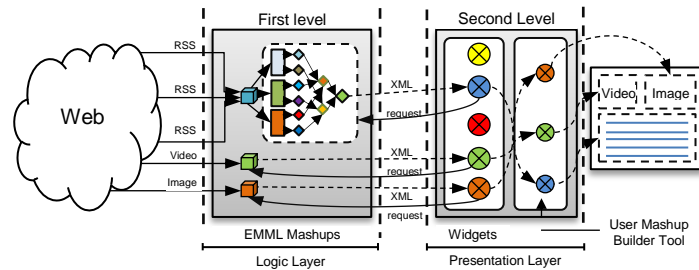 First level
Second Level
RSS
RSS
RSS
Video
Image
Web
XML
request
XML
request
XML
request
Video
Image
EMML Mashups
Widgets
User Mashup
Builder Tool
Logic Layer
Presentation Layer